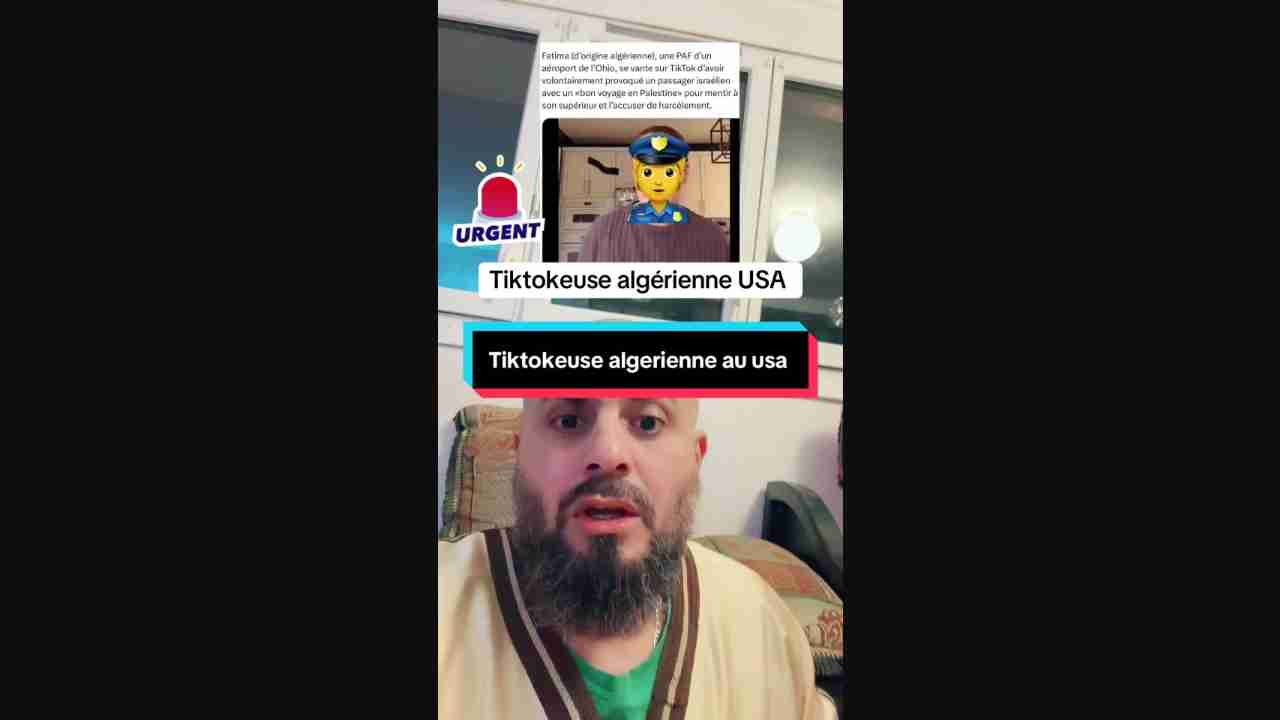 Fatima (d'origine algérienne), une PAF d'un
aéroport de l'Ohio, se vante sur TikTok d'avoir
volontairement provoqué un passager israélien
avec un «bon voyage en Palestine» pour mentir à
son supérieur et l'accuser de harcèlement.
URGENT
Tiktokeuse algérienne USA
Tiktokeuse algerienne au usa